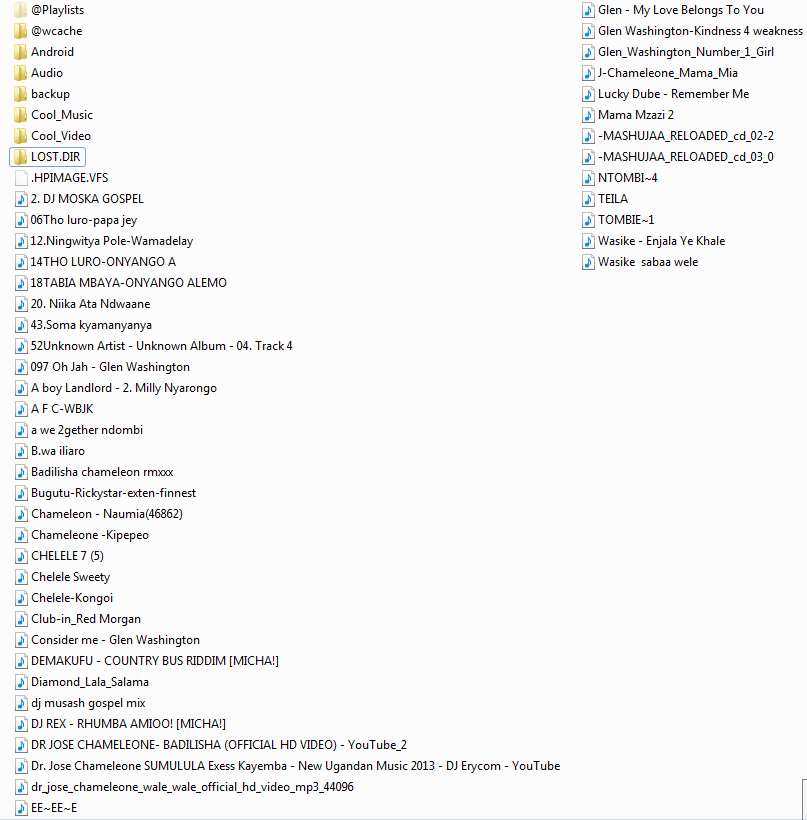 @Playlists
@wcache
Android
Audio
backup
Cool_Music
Cool_Video
LOST.DIR
.HPIMAGE.VFS
2. DJ MOSKA GOSPEL
06Tho luro-papa jey
12.Ningwitya Pole-Wamadelay
14THO LURO-ONYANGO A
18TABIA MBAYA-ONYANGO ALEMO
20. Niika Ata Ndwaane
43.Soma kyamanyanya
52Unknown Artist - Unknown Album - 04. Track 4
097 Oh Jah - Glen Washington
A boy Landlord - 2. Milly Nyarongo
A F C-WBJK
a we 2gether ndombi
B.wa iliaro
Badilisha chameleon rmxxx
Bugutu-Rickystar-exten-finnest
Chameleon - Naumia(46862)
Chameleone -Kipepeo
CHELELE 7 (5)
Chelele Sweety
Chelele-Kongoi
Club-in_Red Morgan
Consider me - Glen Washington
DEMAKUFU - COUNTRY BUS RIDDIM [MICHA!]
Diamond_Lala_Salama
dj musash gospel mix
DJ REX - RHUMBA AMIOO! [MICHA!]
DR JOSE CHAMELEONE- BADILISHA (OFFICIAL HD VIDEO) - YouTube_2
Dr. Jose Chameleone SUMULULA Exess Kayemba - New Ugandan Music 2013 - DJ Erycom - YouTube
dr_jose_chameleone_wale_wale_official_hd_video_mp3_44096
EE~EE~E
Glen - My Love Belongs To You
Glen Washington-Kindness 4 weakness
Glen_Washington_Number_1_Girl
J-Chameleone_Mama_Mia
Lucky Dube - Remember Me
Mama Mzazi 2
-MASHUJAA_RELOADED_cd_02-2
-MASHUJAA_RELOADED_cd_03_0
NTOMBI~4
TEILA
TOMBIE~1
Wasike - Enjala Ye Khale
Wasike  sabaa wele